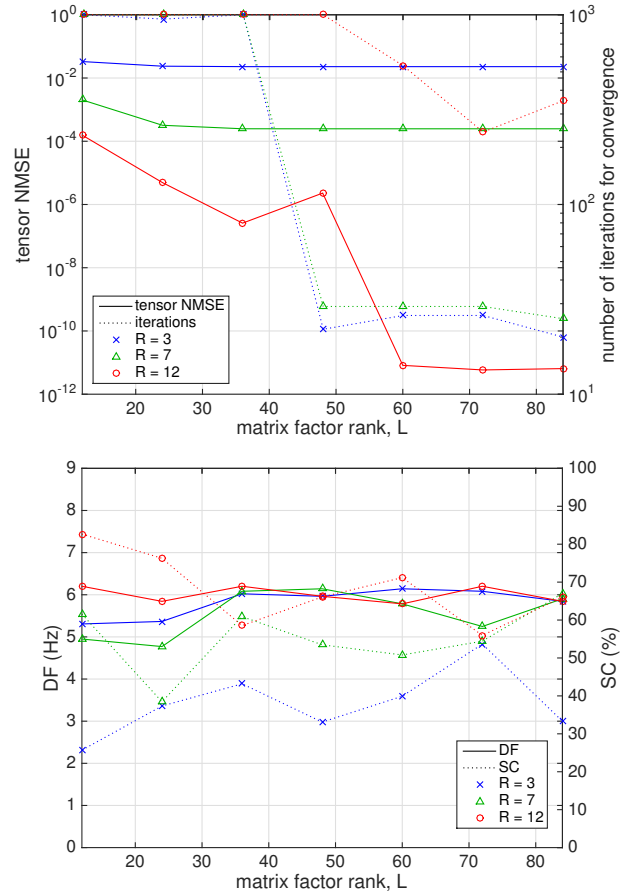 10^0
10^-2
10^-4
10^-6
10^-8
10^-10
10^-12
tensor NMSE
10^3
10^2
10^1
number of iterations for convergence
tensor NMSE
iterations
R = 3
R = 7
R = 12
20 30 40 50 60 70 80
matrix factor rank, L
9
8
7
6
5
4
3
2
1
0
DF (Hz)
100
90
80
70
60
50
40
30
20
10
0
SC (%)
DF
SC
R = 3
R = 7
R = 12
20 30 40 50 60 70 80
matrix factor rank, L